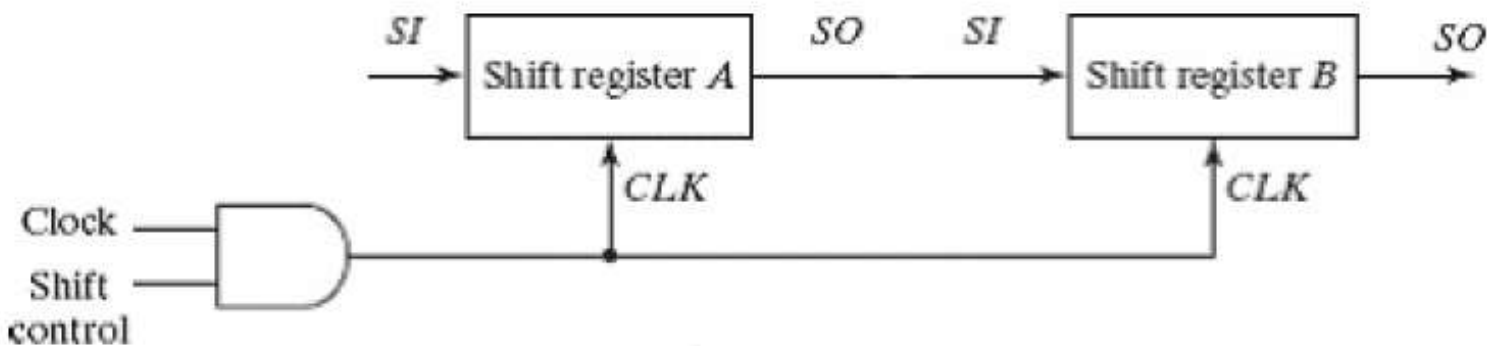 SI
SO
SI
SO
Shift register A
Shift register B
CLK
CLK
Clock
Shift
control